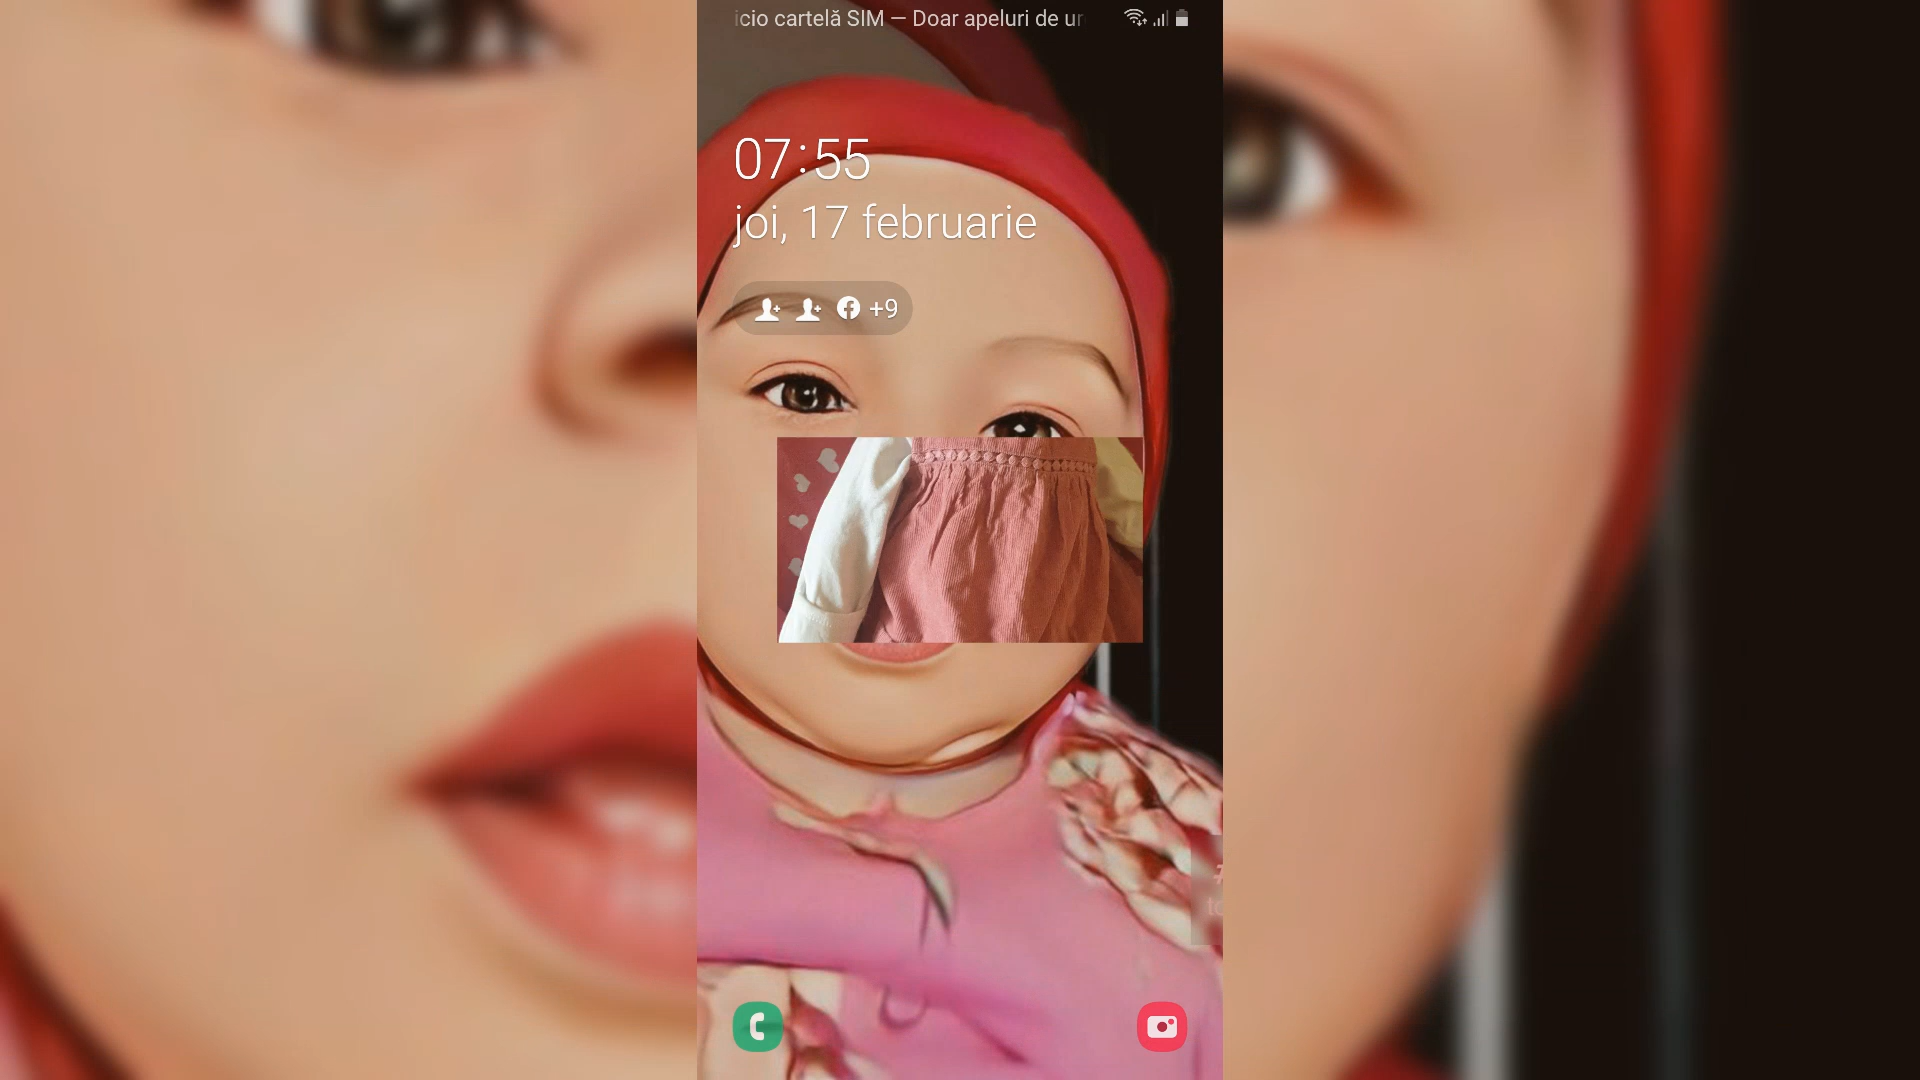 icio cartelă SIM — Doar apeluri de ur
07:55
joi, 17 februarie
+9